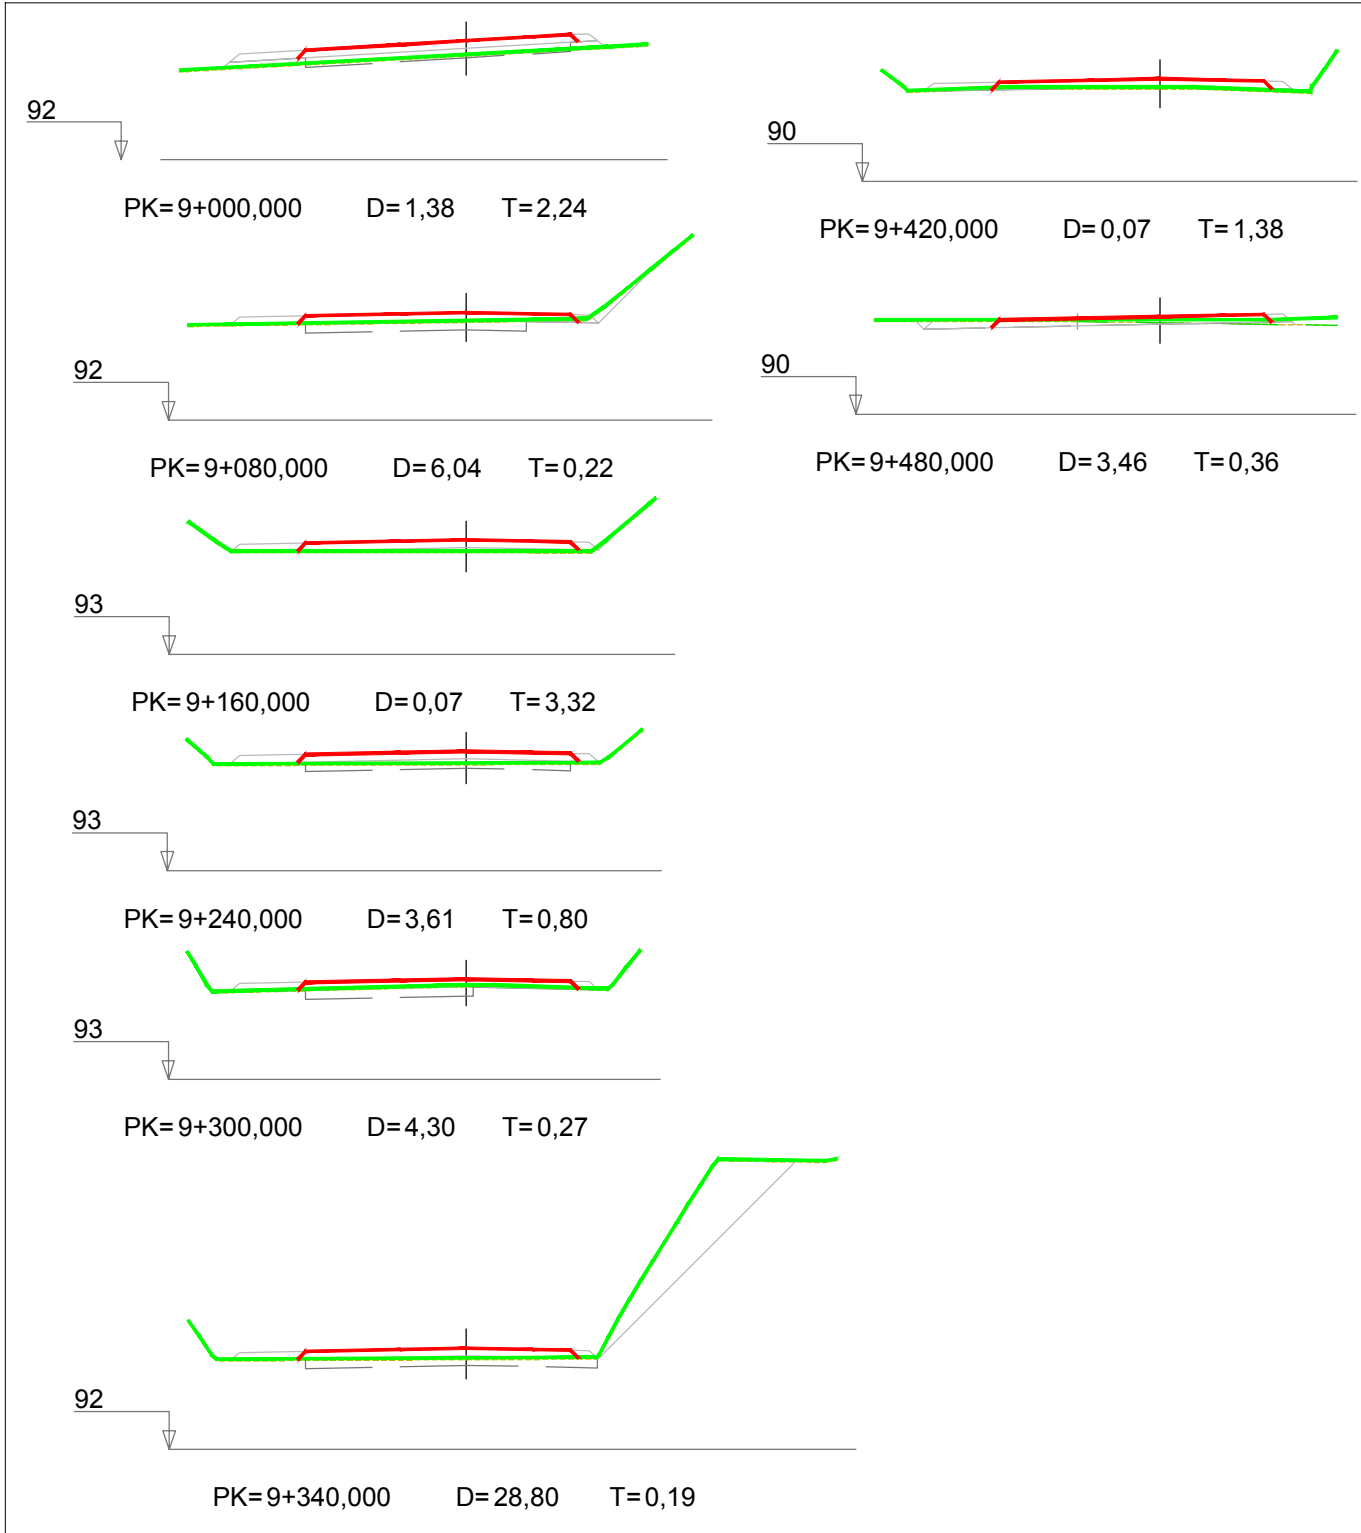 92
PK=9+000,000 D=1,38 T=2,24
92
PK=9+080,000 D=6,04 T=0,22
93
PK=9+160,000 D=0,07 T=3,32
93
PK=9+240,000 D=3,61 T=0,80
93
PK=9+300,000 D=4,30 T=0,27
92
PK=9+340,000 D=28,80 T=0,19
90
PK=9+420,000 D=0,07 T=1,38
90
PK=9+480,000 D=3,46 T=0,36